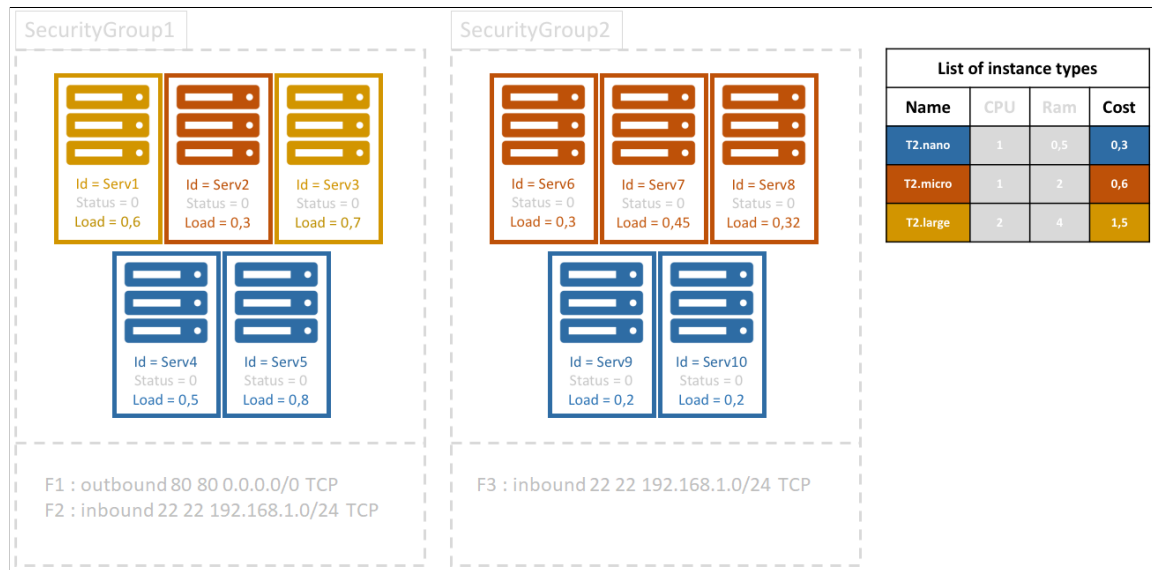 SecurityGroup1
Id = Serv1
Status = 0
Load = 0,6
Id = Serv2
Status = 0
Load = 0,3
Id = Serv3
Status = 0
Load = 0,7
Id = Serv4
Status = 0
Load = 0,5
Id = Serv5
Status = 0
Load = 0,8
F1 : outbound 80 80 0.0.0.0/0 TCP
F2 : inbound 22 22 192.168.1.0/24 TCP
SecurityGroup2
Id = Serv6
Status = 0
Load = 0,3
Id = Serv7
Status = 0
Load = 0,45
Id = Serv8
Status = 0
Load = 0,32
Id = Serv9
Status = 0
Load = 0,2
Id = Serv10
Status = 0
Load = 0,2
F3 : inbound 22 22 192.168.1.0/24 TCP
List of instance types
Name CPU Ram Cost
T2.nano 1 0,5 0,3
T2.micro 1 2 0,6
T2.large 2 4 1,5